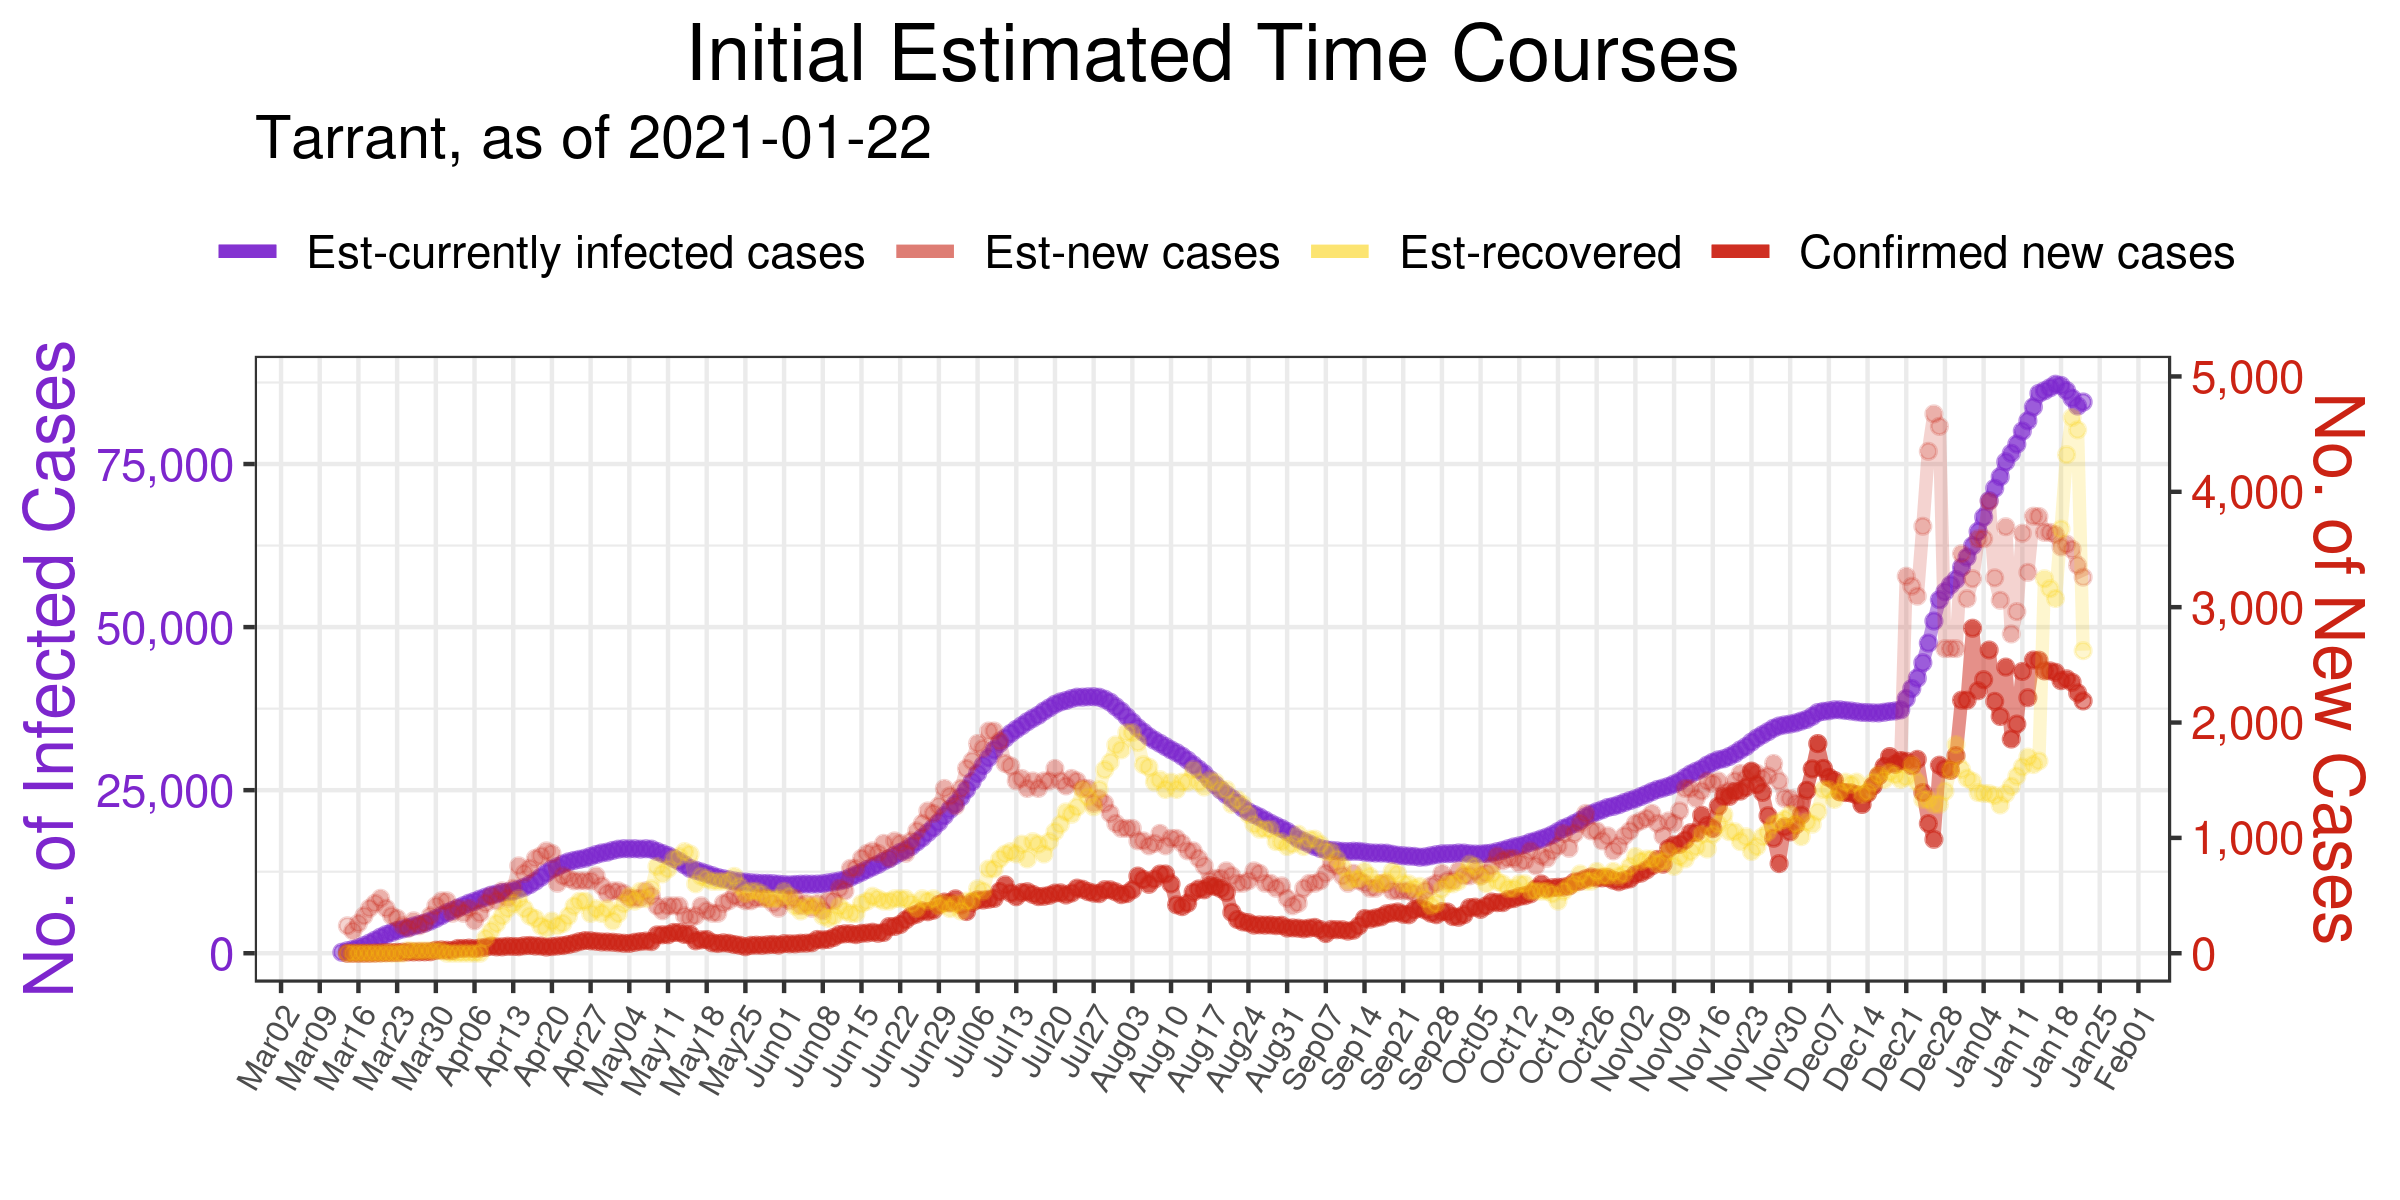 Initial Estimated Time Courses
Tarrant, as of 2021-01-22
Est-currently infected cases
Est-new cases
Est-recovered
Confirmed new cases
No. of Infected Cases
75,000
50,000
25,000
0
5,000
4,000
3,000
2,000
1,000
0
No. of New Cases
Mar02
Mar09
Mar16
Mar23
Mar30
Apr06
Apr13
Apr20
Apr27
May04
May11
May18
May25
Jun01
Jun08
Jun15
Jun22
Jun29
Jul06
Jul13
Jul20
Jul27
Aug03
Aug10
Aug17
Aug24
Aug31
Sep07
Sep14
Sep21
Sep28
Oct05
Oct12
Oct19
Oct26
Nov02
Nov09
Nov16
Nov23
Nov30
Dec07
Dec14
Dec21
Dec28
Jan04
Jan11
Jan18
Jan25
Feb01